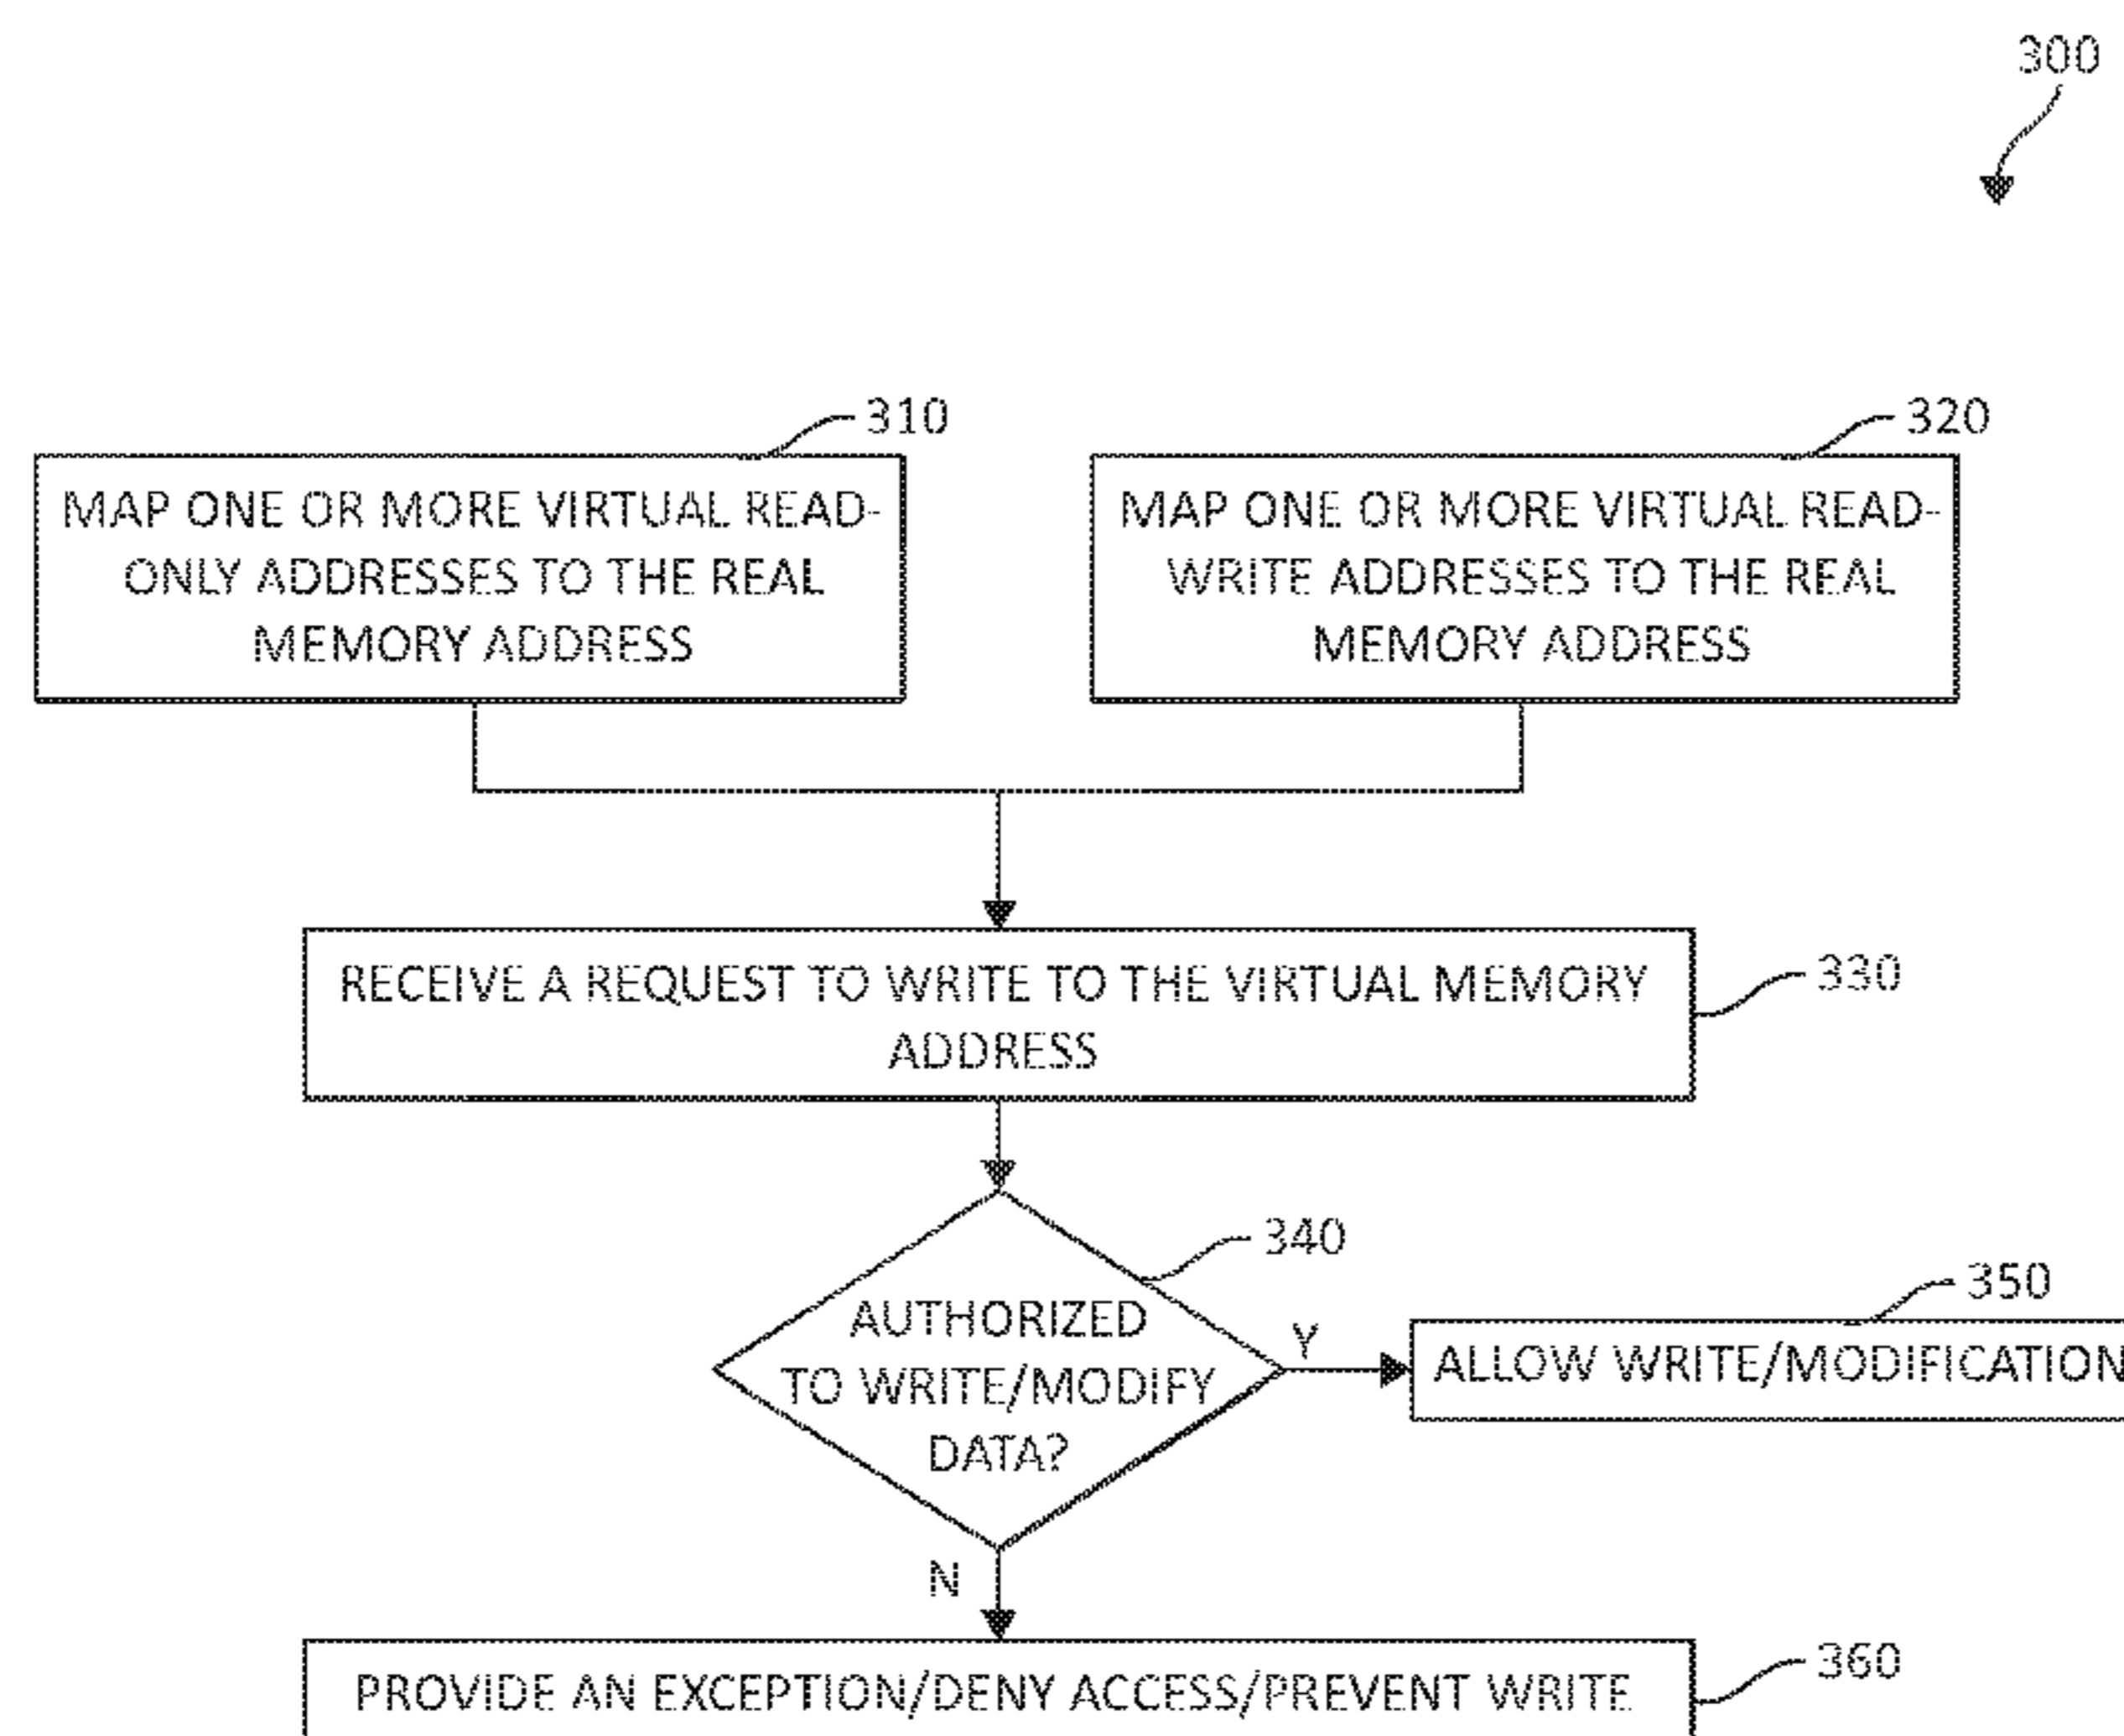 300
310
320
MAP ONE OR MORE VIRTUAL READ-
ONLY ADDRESSES TO THE REAL
MEMORY ADDRESS
MAP ONE OR MORE VIRTUAL READ-
WRITE ADDRESSES TO THE REAL
MEMORY ADDRESS
RECEIVE A REQUEST TO WRITE TO THE VIRTUAL MEMORY
ADDRESS
330
340
AUTHORIZED
TO WRITE/MODIFY
DATA?
Y
350
ALLOW WRITE/MODIFICATION
N
PROVIDE AN EXCEPTION/DENY ACCESS/PREVENT WRITE
360